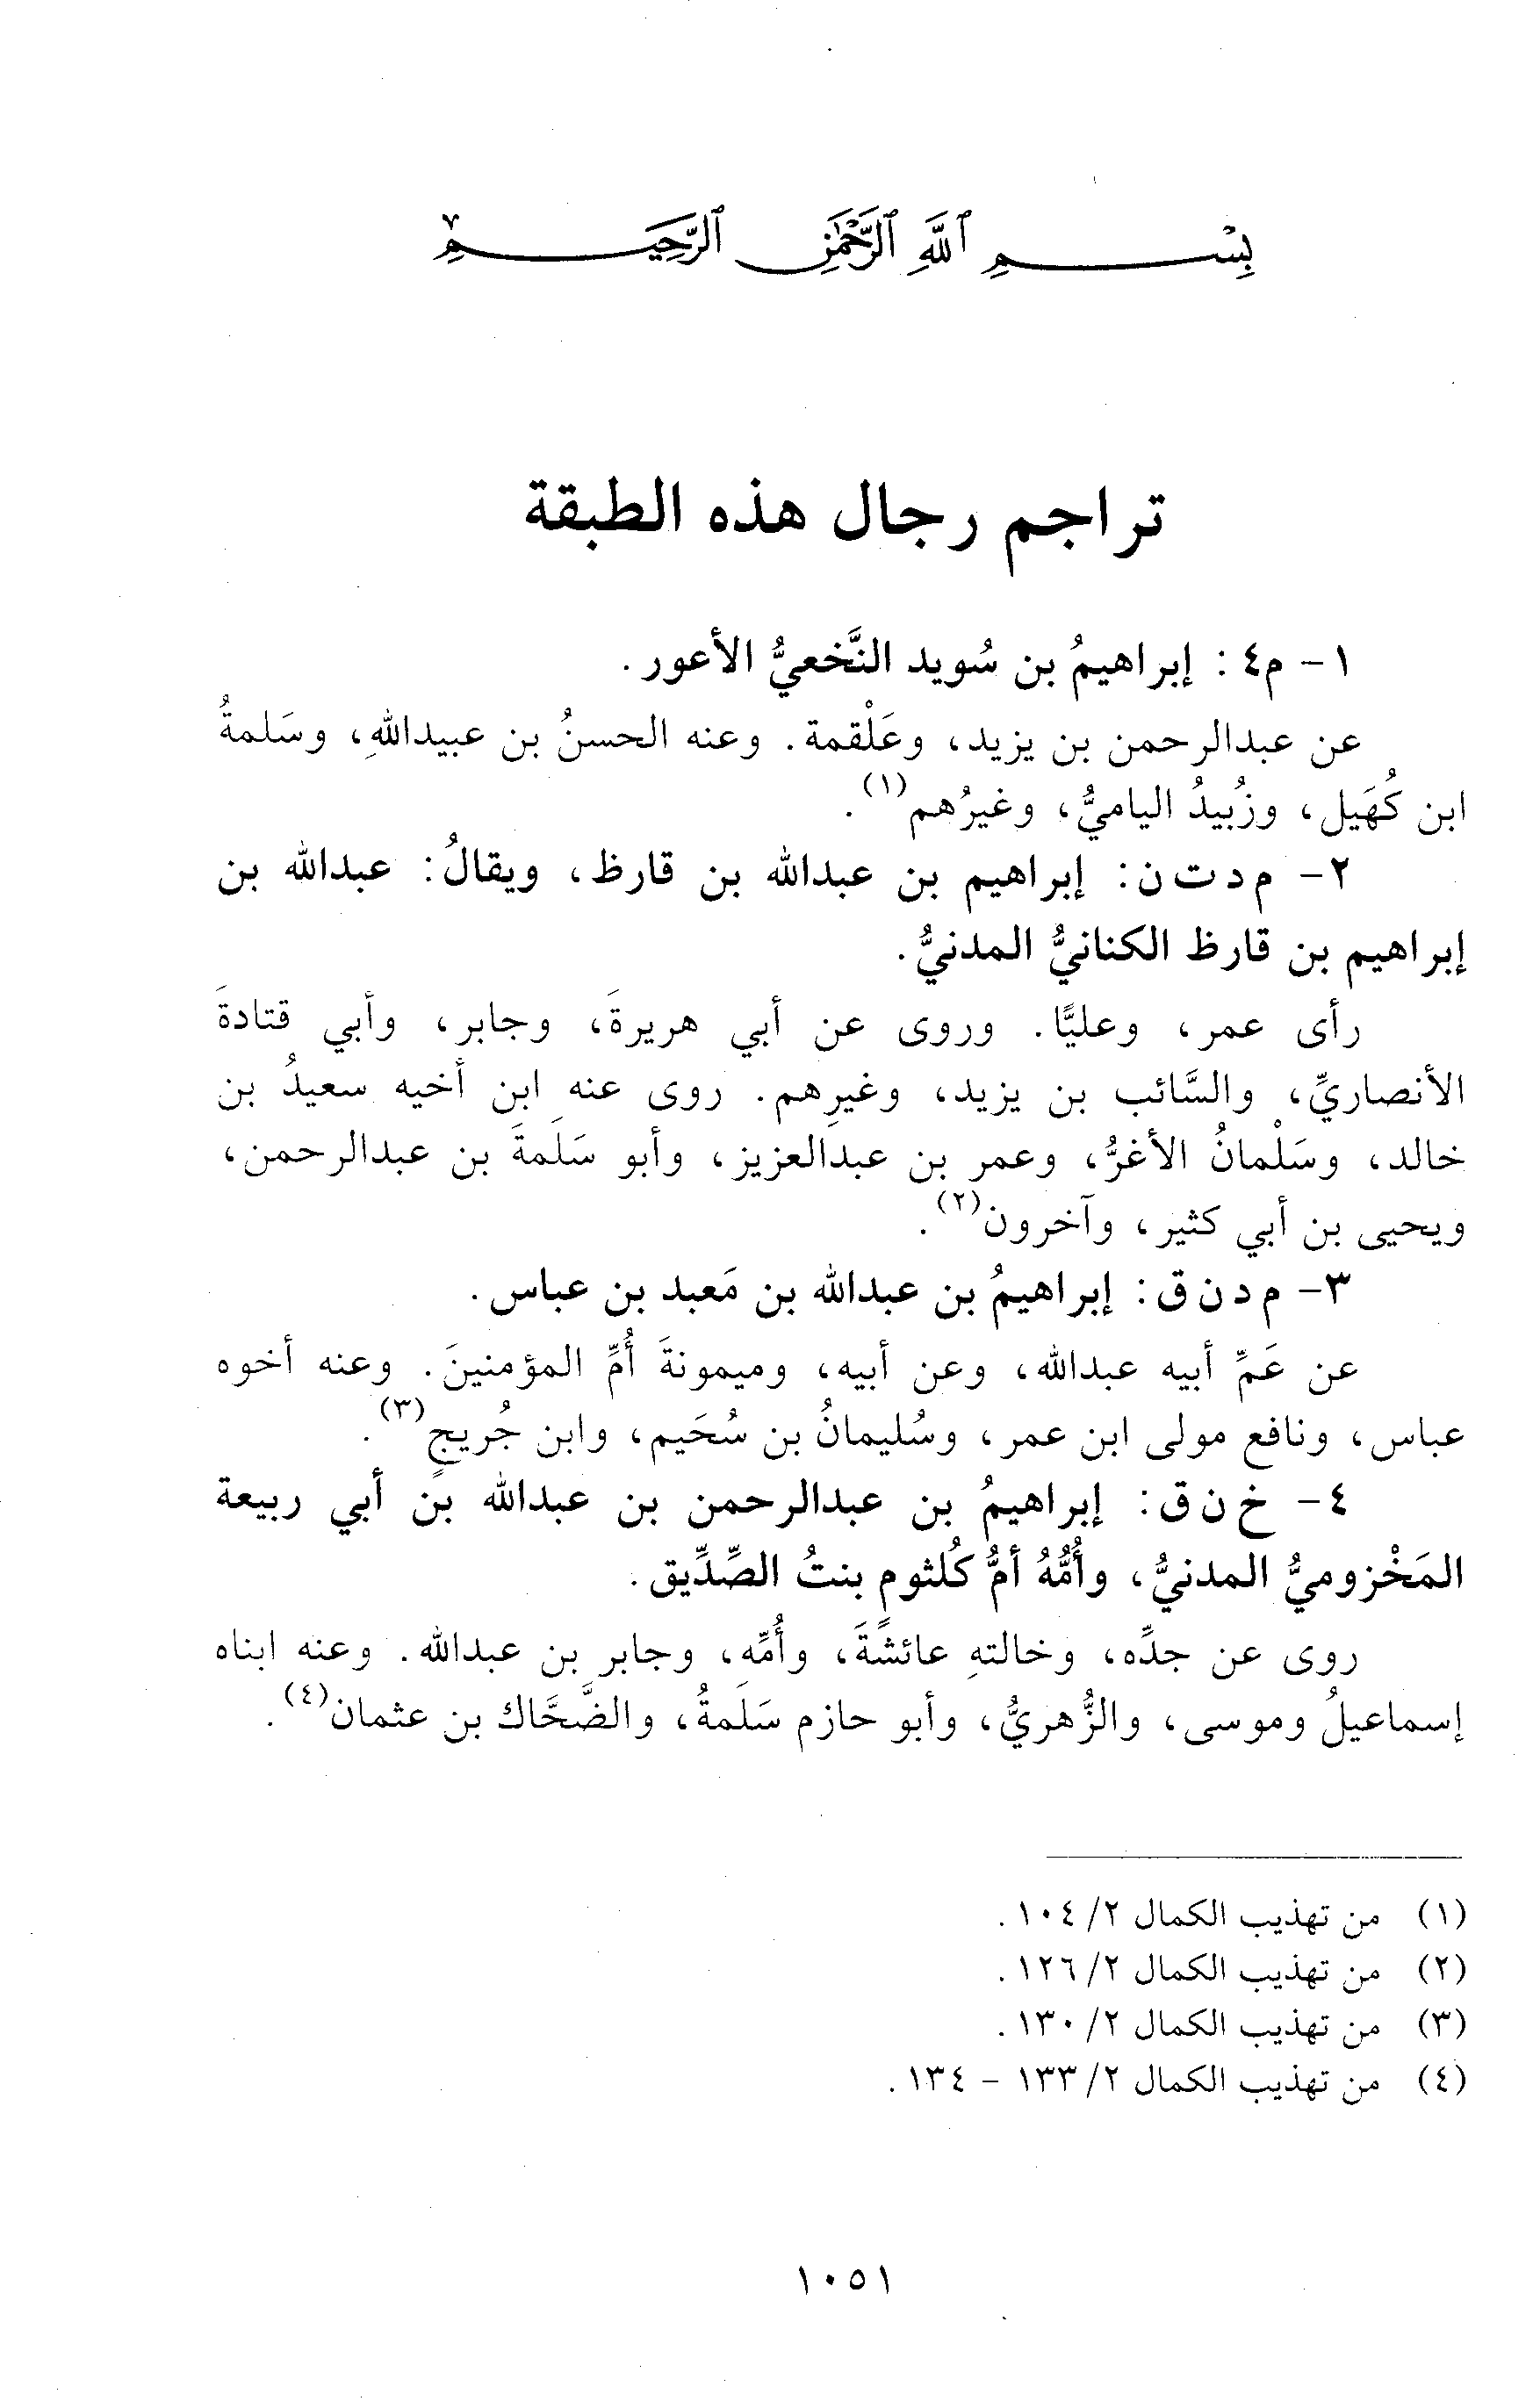 بِسْمِ ٱللَّهِ ٱلرَّحْمَٰنِ ٱلرَّحِيمِ
تراجم رجال هذه الطبقة
١- م٤: إبراهيمُ بن سُويد النَّخعيُّ الأعور.
عن عبدالرحمن بن يزيد، وعَلْقمة. وعنه الحسنُ بن عبيداللهِ، وسَلمةُ
ابن كُهَيل، وزُبيدُ الياميُّ، وغيرُهم(١).
٢- م د ت ن: إبراهيم بن عبدالله بن قارظ، ويقالُ: عبدالله بن
إبراهيم بن قارظ الكنانيُّ المدنيُّ.
رأى عمر، وعليًّا. وروى عن أبي هريرةَ، وجابر، وأبي قتادةَ
الأنصاريِّ، والسَّائب بن يزيد، وغيرِهم. روى عنه ابن أخيه سعيدُ بن
خالد، وسَلْمانُ الأغرُّ، وعمر بن عبدالعزيز، وأبو سَلَمةَ بن عبدالرحمن،
ويحيى بن أبي كثير، وآخرون(٢).
٣- م د ن ق: إبراهيمُ بن عبدالله بن مَعبد بن عباس.
عن عَمِّ أبيه عبدالله، وعن أبيه، وميمونةَ أُمِّ المؤمنينَ. وعنه أخوه
عباس، ونافع مولى ابن عمر، وسُليمانُ بن سُحَيم، وابن جُريجٍ(٣).
٤- خ ن ق: إبراهيمُ بن عبدالرحمن بن عبدالله بن أبي ربيعة
المَخْزوميُّ المدنيُّ، وأُمُّهُ أمُّ كُلثوم بنتُ الصِّدِّيق.
روى عن جدِّه، وخالتهِ عائشةَ، وأُمِّه، وجابر بن عبدالله. وعنه ابناه
إسماعيلُ وموسى، والزُّهريُّ، وأبو حازم سَلَمةُ، والضَّحَّاك بن عثمان(٤).
(١) من تهذيب الكمال ٢/ ١٠٤.
(٢) من تهذيب الكمال ٢/ ١٢٦.
(٣) من تهذيب الكمال ٢/ ١٣٠.
(٤) من تهذيب الكمال ٢/ ١٣٣ - ١٣٤.
١٠٥١